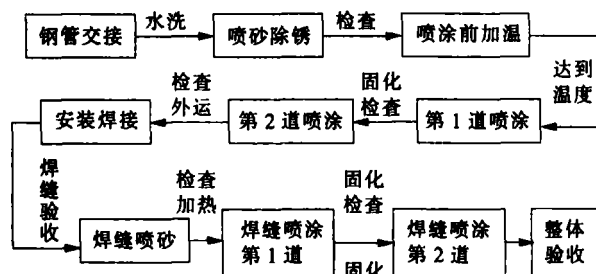 钢管交接
水洗
喷砂除锈
检查
喷涂前加温
达到
温度
第1道喷涂
固化
检查
第2道喷涂
检查
外运
安装焊接
焊缝验收
焊缝喷砂
检查
加热
焊缝喷涂
第1道
固化
检查
固化
焊缝喷涂
第2道
整体
验收